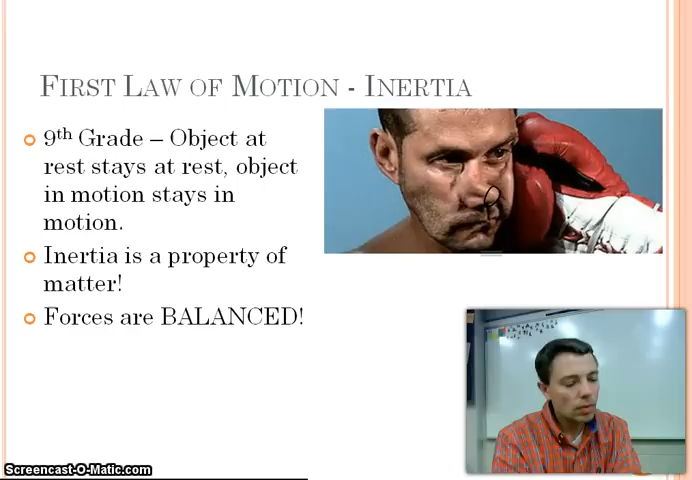 FIRST LAW OF MOTION - INERTIA
9th Grade – Object at
rest stays at rest, object
in motion stays in
motion.
Inertia is a property of
matter!
Forces are BALANCED!
Screencast-O-Matic.com